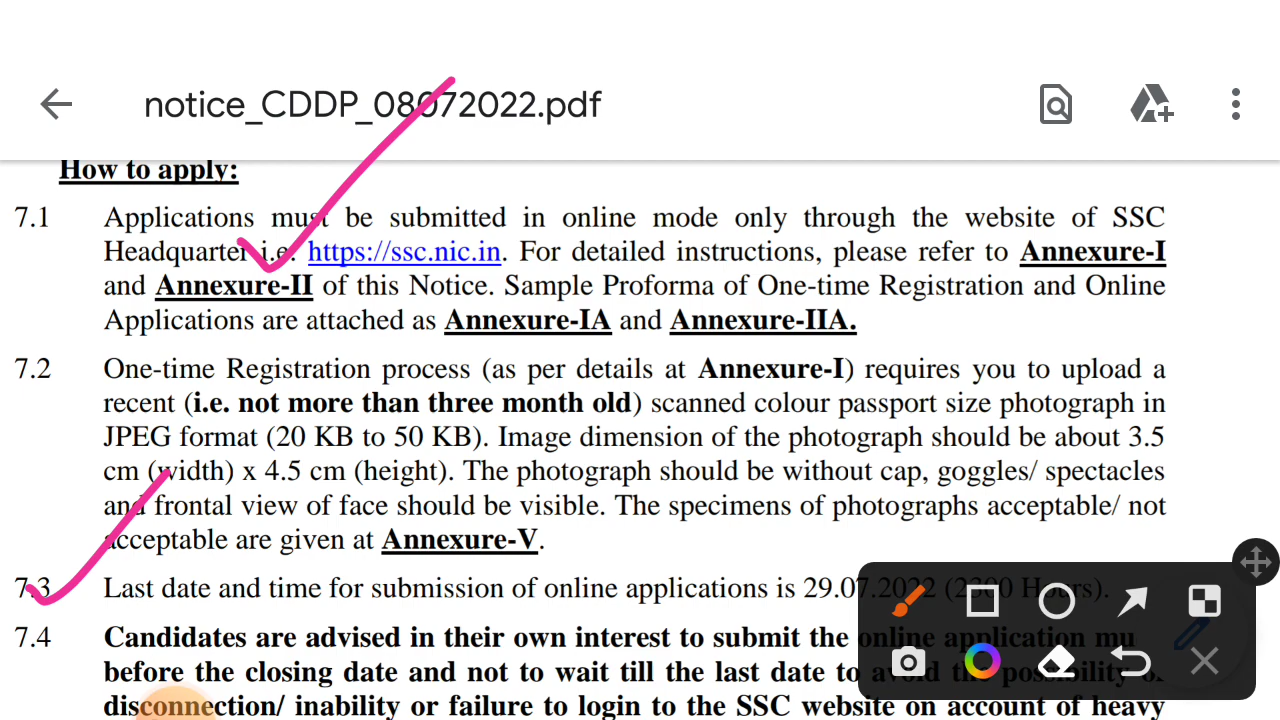 notice_CDDP_08072022.pdf
How to apply:
7.1 Applications must be submitted in online mode only through the website of SSC
Headquarter i.e. https://ssc.nic.in. For detailed instructions, please refer to Annexure-I
and Annexure-II of this Notice. Sample Proforma of One-time Registration and Online
Applications are attached as Annexure-IA and Annexure-IIA.
7.2 One-time Registration process (as per details at Annexure-I) requires you to upload a
recent (i.e. not more than three month old) scanned colour passport size photograph in
JPEG format (20 KB to 50 KB). Image dimension of the photograph should be about 3.5
cm (width) x 4.5 cm (height). The photograph should be without cap, goggles/ spectacles
and frontal view of face should be visible. The specimens of photographs acceptable/ not
acceptable are given at Annexure-V.
7.3 Last date and time for submission of online applications is 29.07.2022 (2300 Hours).
7.4 Candidates are advised in their own interest to submit the online application mu
before the closing date and not to wait till the last date to avoid the possibility
disconnection/ inability or failure to login to the SSC website on account of heavy